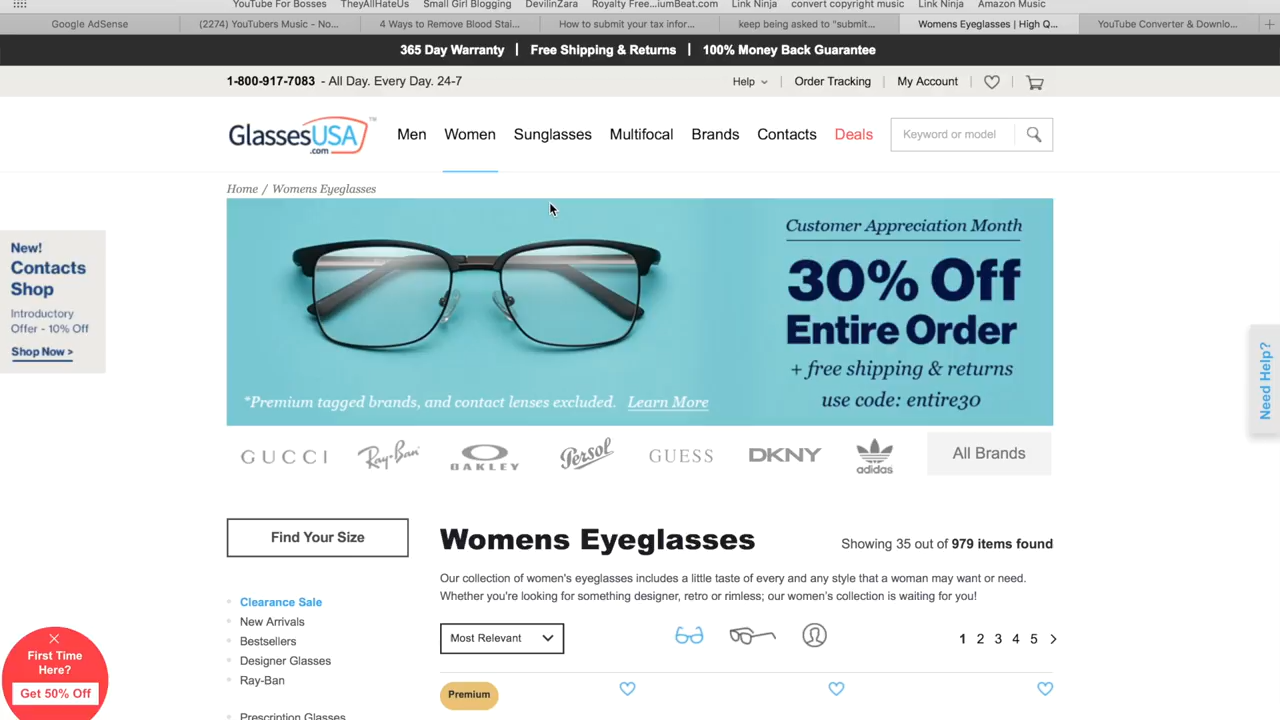 YouTube For Bosses TheyAllHateUs Small Girl Blogging DevilinZara Royalty Free...iumBeat.com Link Ninja convert copyright music Link Ninja Amazon Music
Google AdSense (2274) YouTubers Music - No... 4 Ways to Remove Blood Stai... How to submit your tax infor... keep being asked to "submit... Womens Eyeglasses | High Q... YouTube Converter & Downlo...
365 Day Warranty | Free Shipping & Returns | 100% Money Back Guarantee
1-800-917-7083 - All Day. Every Day. 24-7 Help Order Tracking My Account
GlassesUSA.com™ Men Women Sunglasses Multifocal Brands Contacts Deals Keyword or model
Home / Womens Eyeglasses
New!
Contacts
Shop
Introductory
Offer - 10% Off
Shop Now >
Customer Appreciation Month
30% Off
Entire Order
+ free shipping & returns
use code: entire30
*Premium tagged brands, and contact lenses excluded. Learn More
Need Help?
GUCCI Ray-Ban OAKLEY Persol GUESS DKNY adidas All Brands
Find Your Size
Womens Eyeglasses
Showing 35 out of 979 items found
Our collection of women's eyeglasses includes a little taste of every and any style that a woman may want or need.
Whether you're looking for something designer, retro or rimless; our women's collection is waiting for you!
Clearance Sale
New Arrivals
Bestsellers
Designer Glasses
Ray-Ban
Prescription Glasses
Most Relevant
1 2 3 4 5
Premium
First Time
Here?
Get 50% Off